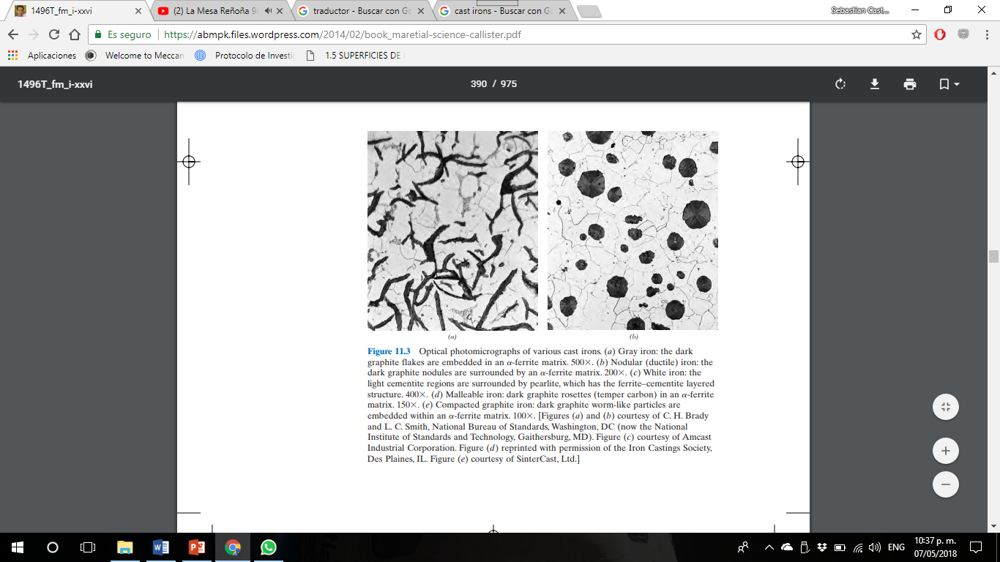 1496T_fm_i-xxvi
(2) La Mesa Reñoña 9
traductor - Buscar con Go
cast irons - Buscar con Go
Sebastian Cast...
Es seguro
https://abmpk.files.wordpress.com/2014/02/book_maretial-science-callister.pdf
Aplicaciones
Welcome to Meccan
Protocolo de Investig
1.5 SUPERFICIES DE
1496T_fm_i-xxvi
390 / 975
(a)
(b)
Figure 11.3 Optical photomicrographs of various cast irons. (a) Gray iron: the dark
graphite flakes are embedded in an α-ferrite matrix. 500×. (b) Nodular (ductile) iron: the
dark graphite nodules are surrounded by an α-ferrite matrix. 200×. (c) White iron: the
light cementite regions are surrounded by pearlite, which has the ferrite–cementite layered
structure. 400×. (d) Malleable iron: dark graphite rosettes (temper carbon) in an α-ferrite
matrix. 150×. (e) Compacted graphite iron: dark graphite worm-like particles are
embedded within an α-ferrite matrix. 100×. [Figures (a) and (b) courtesy of C. H. Brady
and L. C. Smith, National Bureau of Standards, Washington, DC (now the National
Institute of Standards and Technology, Gaithersburg, MD). Figure (c) courtesy of Amcast
Industrial Corporation. Figure (d) reprinted with permission of the Iron Castings Society,
Des Plaines, IL. Figure (e) courtesy of SinterCast, Ltd.]
ENG
10:37 p. m.
07/05/2018